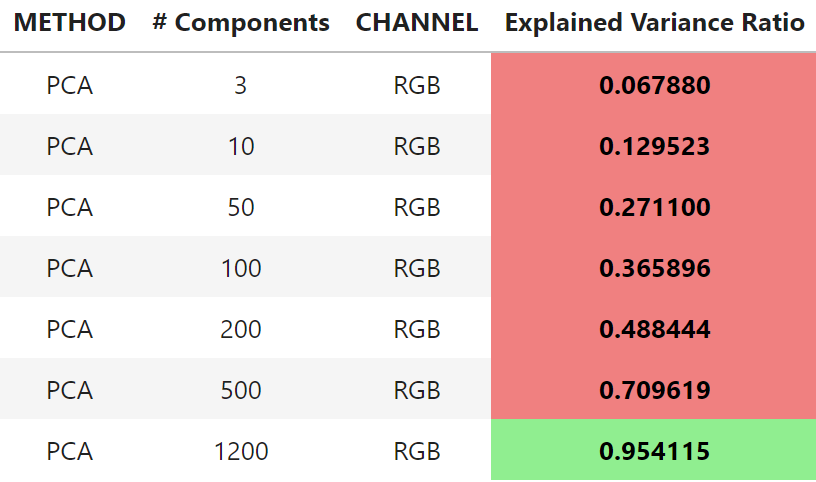 METHOD # Components CHANNEL Explained Variance Ratio
PCA 3 RGB 0.067880
PCA 10 RGB 0.129523
PCA 50 RGB 0.271100
PCA 100 RGB 0.365896
PCA 200 RGB 0.488444
PCA 500 RGB 0.709619
PCA 1200 RGB 0.954115